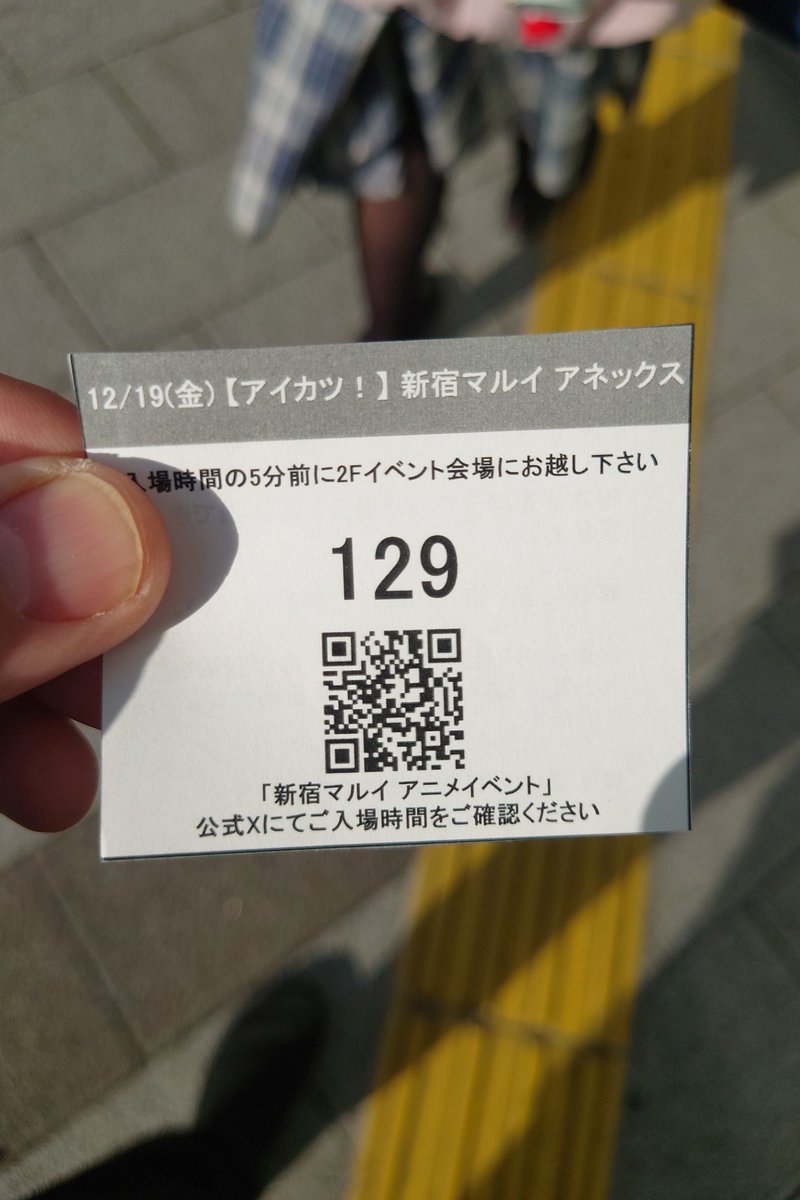 12/19(金)【アイカツ！】新宿マルイ アネックス
入場時間の5分前に2Fイベント会場にお越し下さい
129
「新宿マルイ アニメイベント」
公式Xにてご入場時間をご確認ください